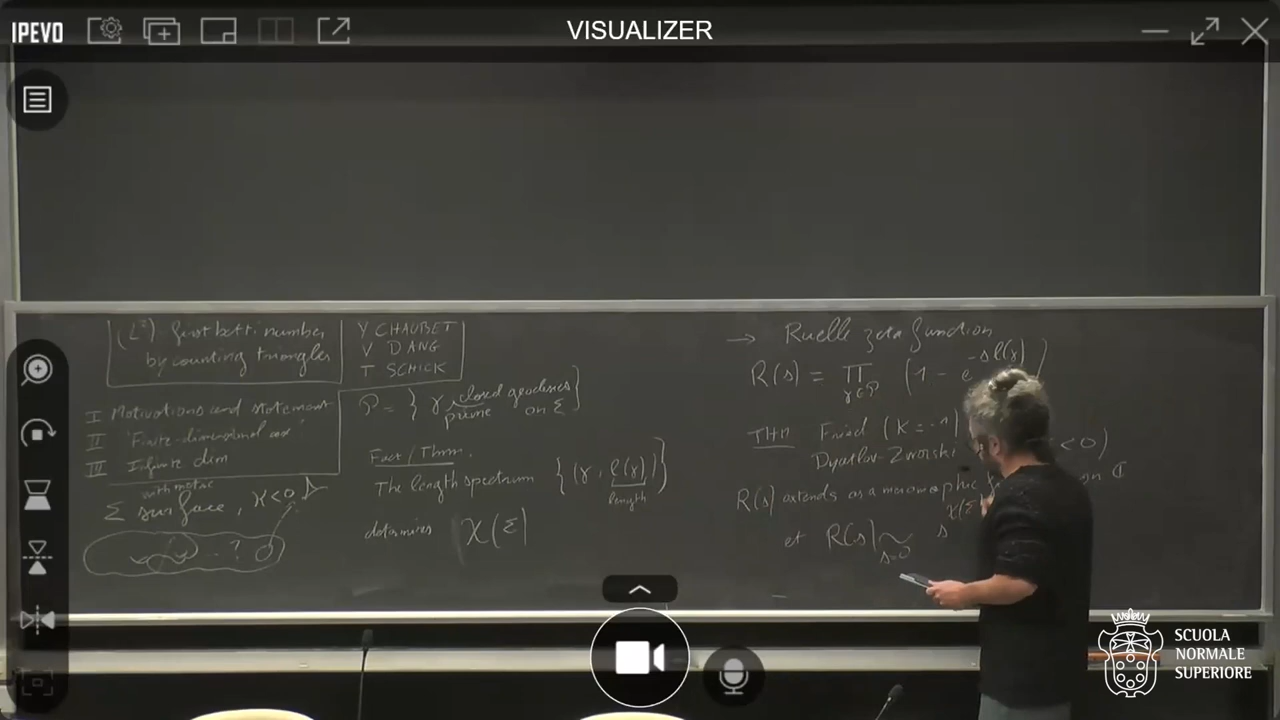 IPEVO
VISUALIZER
(L²)-first betti number
by counting triangles
Y CHAUBET
V DANG
T SCHICK
I Motivations and statement
II "Finite-dimensional case"
III Infinite dim
with metric
Σ surface, K<0
?
P = { γ closed geodesics
prime on Σ }
Fact/Thm.
The length spectrum { (γ, l(γ)) }
length
determines χ(Σ)
→ Ruelle zeta function
R(s) = ∏ (1 - e^{-sl(γ)})
γ∈P
THM Fried (K=-1)
Dyatlov-Zworski <0)
R(s) extends as a meromorphic on ℂ
et R(s) ~ s^{χ(Σ
s→0
SCUOLA
NORMALE
SUPERIORE